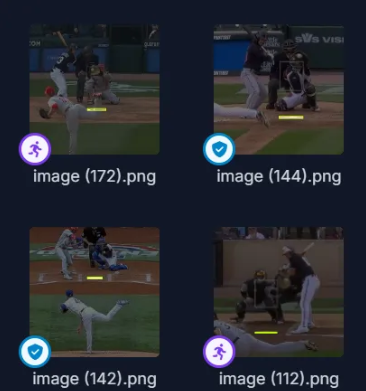 image (172).png
image (144).png
image (142).png
image (112).png